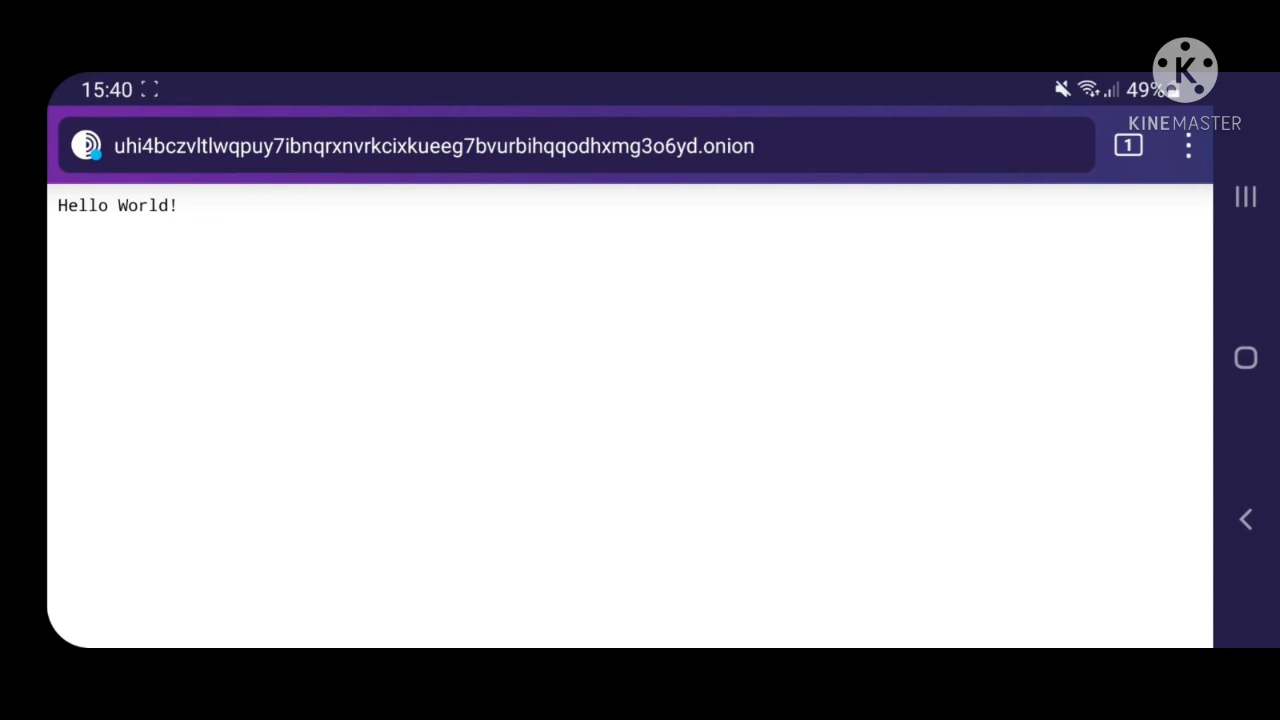 15:40
49%
K
KINEMASTER
uhi4bczvltlwqpuy7ibnqrxnvrkcixkueeg7bvurbihqqodhxmg3o6yd.onion
1
Hello World!